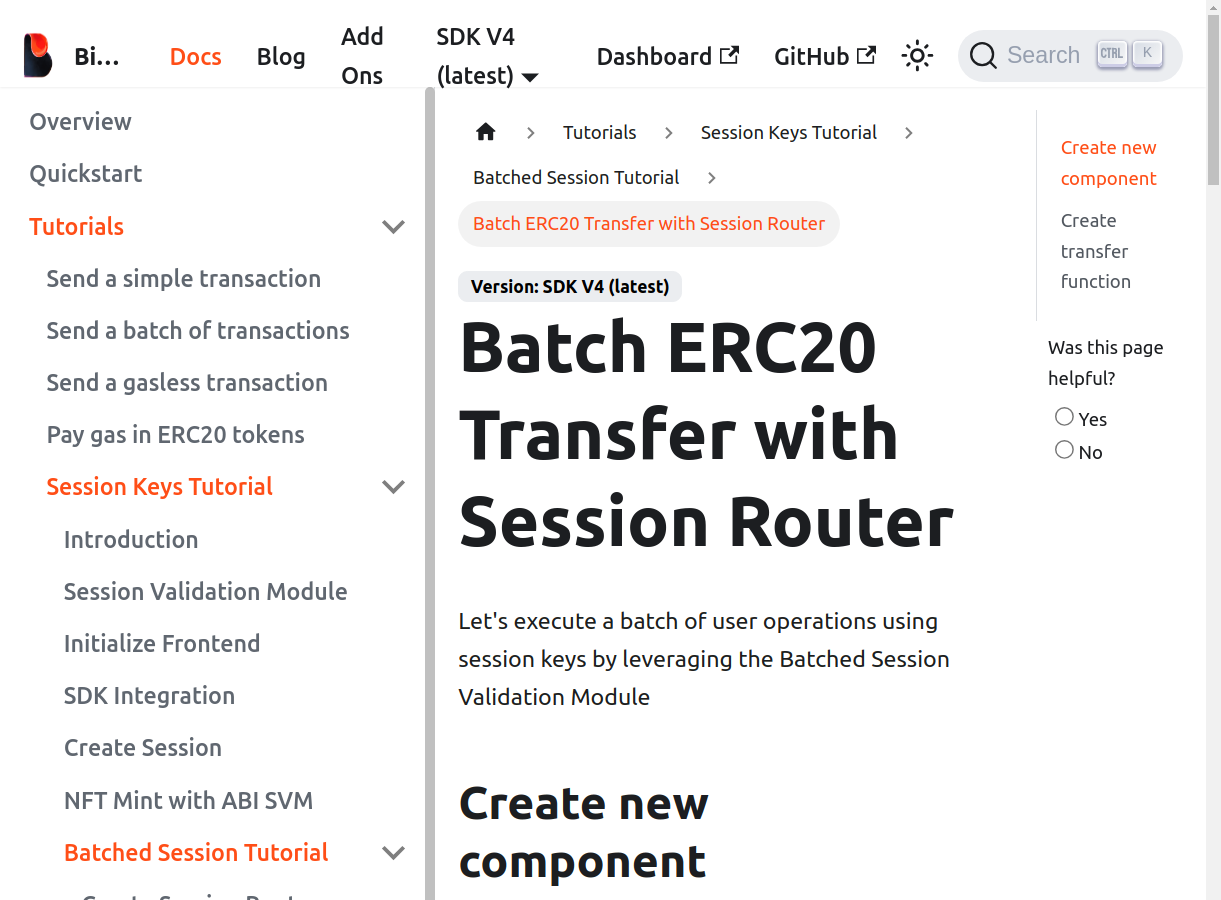 Bi...
Docs
Blog
Add
Ons
SDK V4
(latest)
Dashboard
GitHub
Search
CTRL
K
Overview
Quickstart
Tutorials
Send a simple transaction
Send a batch of transactions
Send a gasless transaction
Pay gas in ERC20 tokens
Session Keys Tutorial
Introduction
Session Validation Module
Initialize Frontend
SDK Integration
Create Session
NFT Mint with ABI SVM
Batched Session Tutorial
Tutorials
Session Keys Tutorial
Batched Session Tutorial
Batch ERC20 Transfer with Session Router
Version: SDK V4 (latest)
Batch ERC20
Transfer with
Session Router
Let's execute a batch of user operations using
session keys by leveraging the Batched Session
Validation Module
Create new
component
Create new
component
Create
transfer
function
Was this page
helpful?
Yes
No